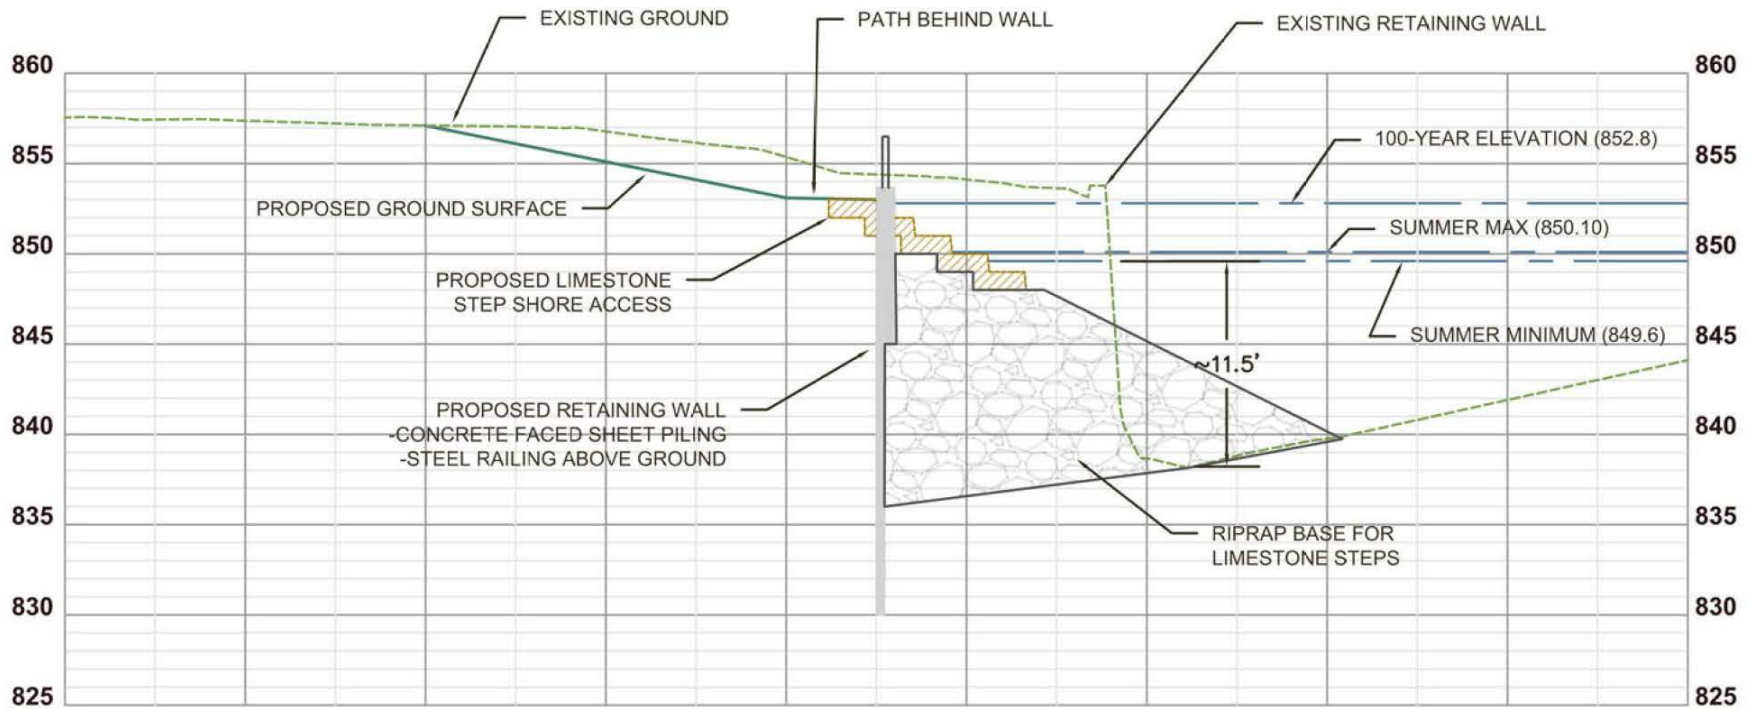 EXISTING GROUND
PATH BEHIND WALL
EXISTING RETAINING WALL
860
860
100-YEAR ELEVATION (852.8)
855
855
PROPOSED GROUND SURFACE
SUMMER MAX (850.10)
850
850
PROPOSED LIMESTONE
STEP SHORE ACCESS
SUMMER MINIMUM (849.6)
845
845
~11.5'
PROPOSED RETAINING WALL
-CONCRETE FACED SHEET PILING
-STEEL RAILING ABOVE GROUND
840
840
835
835
RIPRAP BASE FOR
LIMESTONE STEPS
830
830
825
825